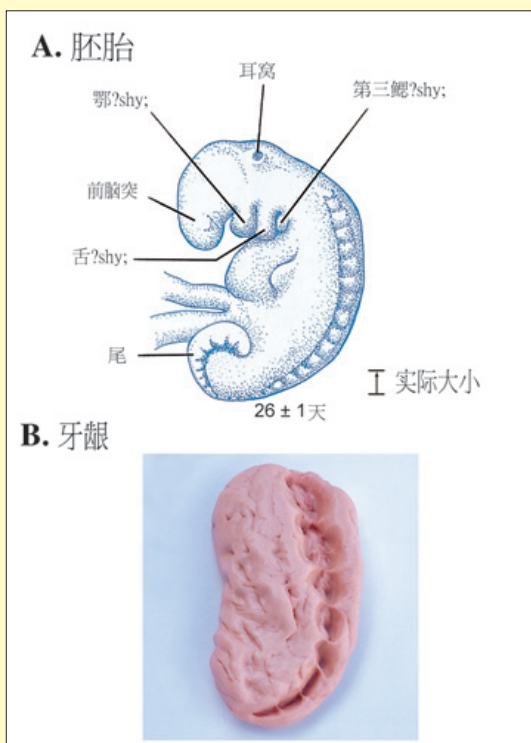 A. 胚胎
耳窝
鄂?shy;
第三鳃?shy;
前脑突
舌?shy;
尾
实际大小
26 ± 1天
B. 牙龈